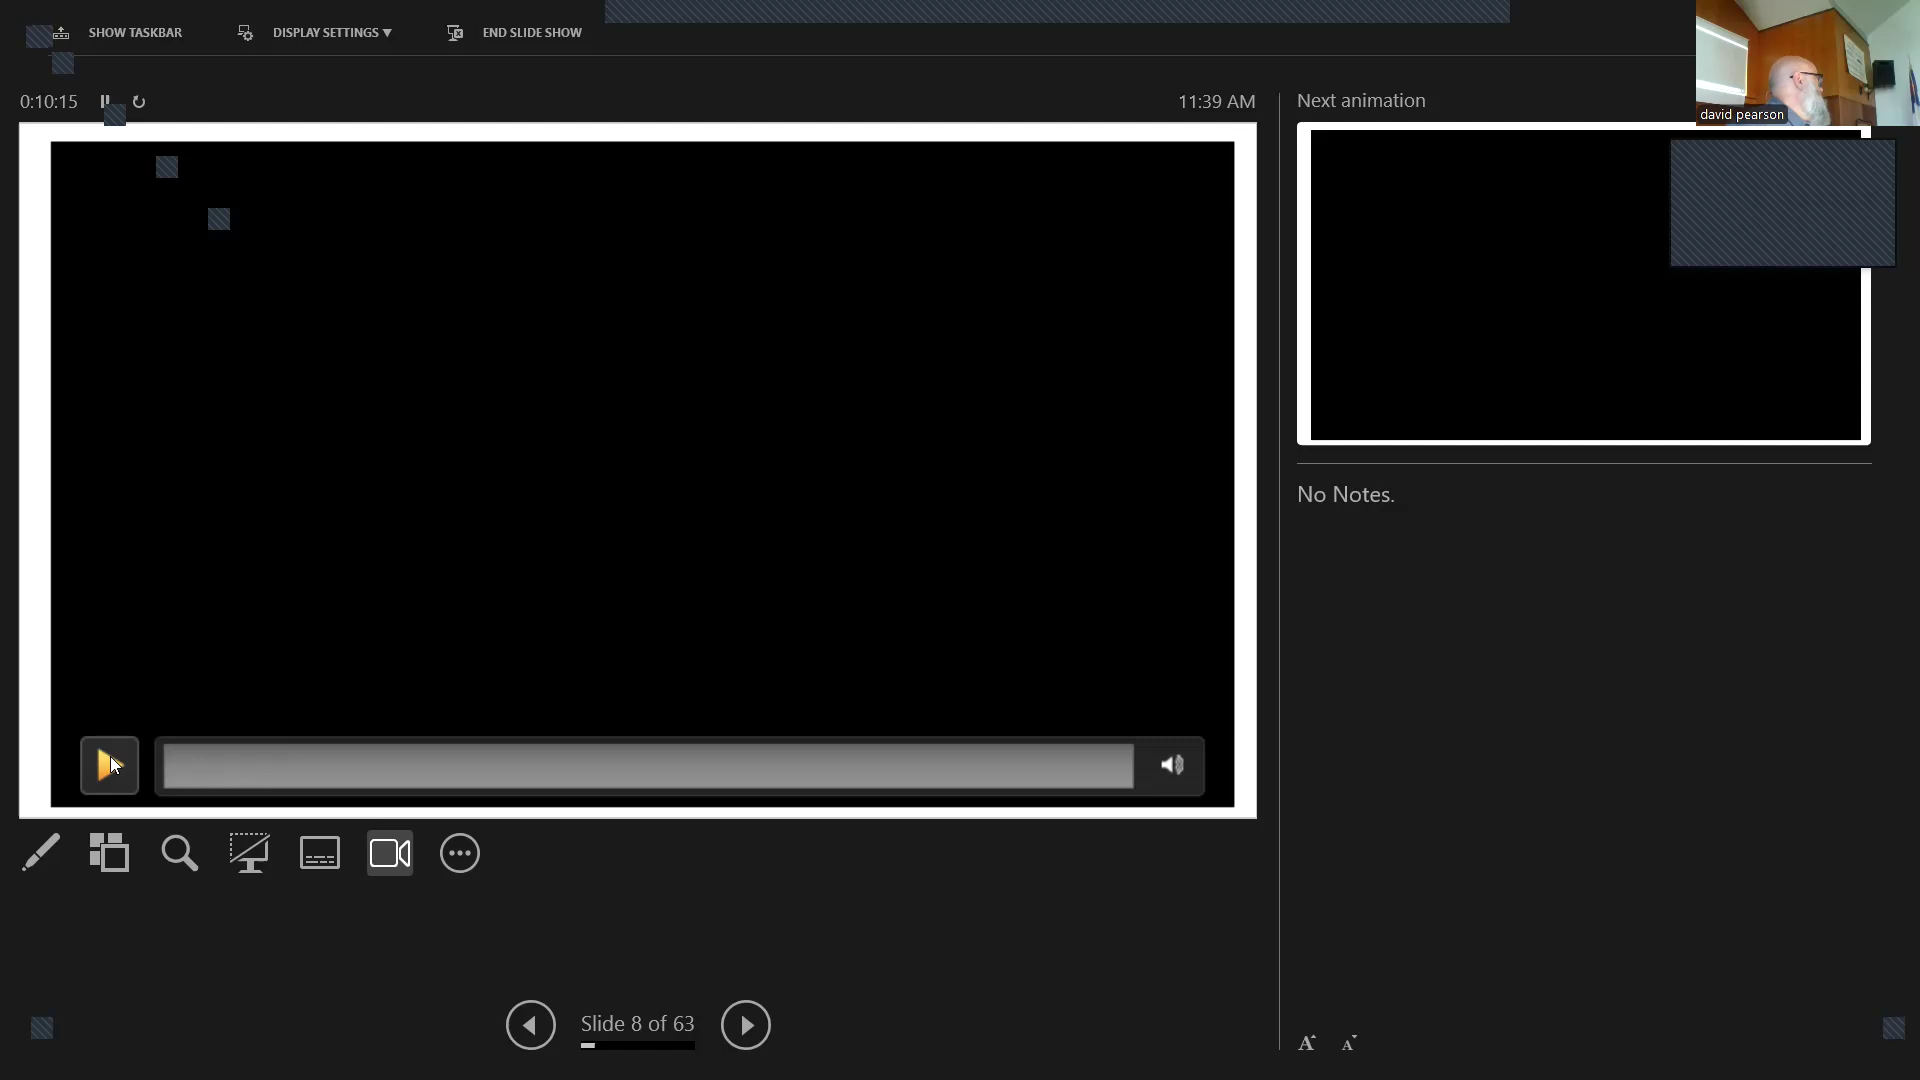 SHOW TASKBAR
DISPLAY SETTINGS ▼
END SLIDE SHOW
0:10:15
11:39 AM
Next animation
david pearson
No Notes.
Slide 8 of 63
A A